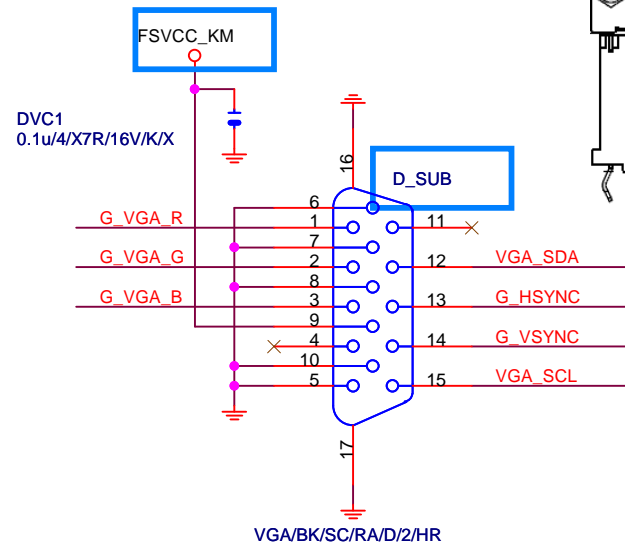 FSVCC_KM
DVC1
0.1u/4/X7R/16V/K/X
16
D_SUB
6
G_VGA_R
1
11
7
G_VGA_G
2
12
VGA_SDA
8
G_VGA_B
3
13
G_HSYNC
9
4
14
G_VSYNC
10
5
15
VGA_SCL
17
VGA/BK/SC/RA/D/2/HR